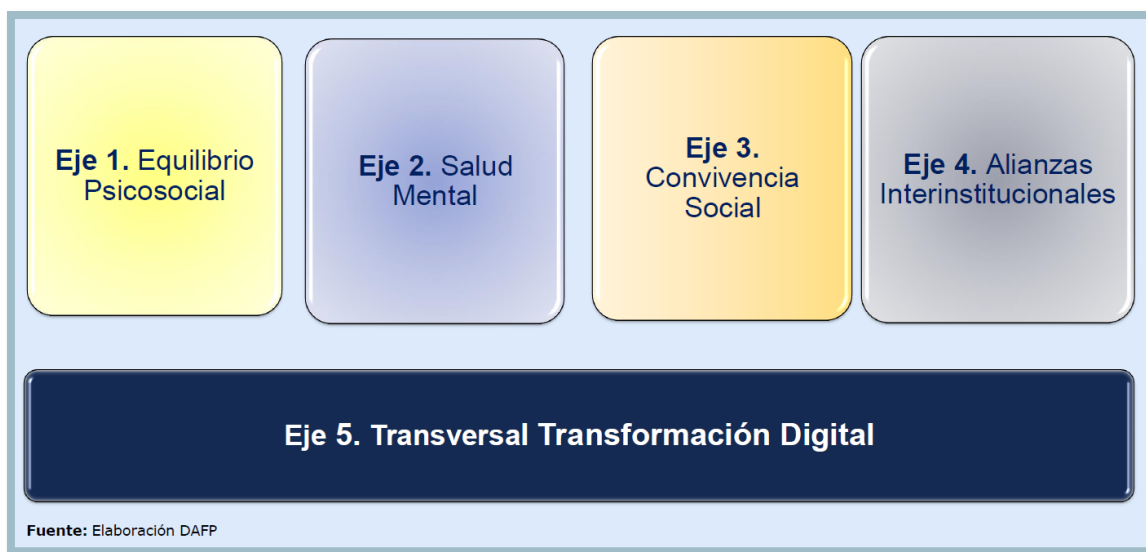 Eje 1. Equilibrio
Psicosocial
Eje 2. Salud
Mental
Eje 3.
Convivencia
Social
Eje 4. Alianzas
Interinstitucionales
Eje 5. Transversal Transformación Digital
Fuente: Elaboración DAFP